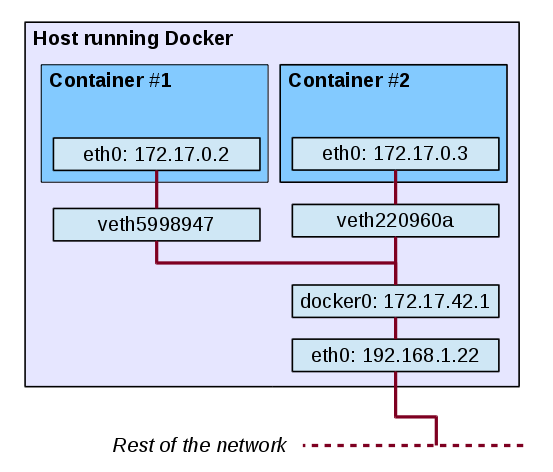 Host running Docker
Container #1
Container #2
eth0: 172.17.0.2
eth0: 172.17.0.3
veth5998947
veth220960a
docker0: 172.17.42.1
eth0: 192.168.1.22
Rest of the network